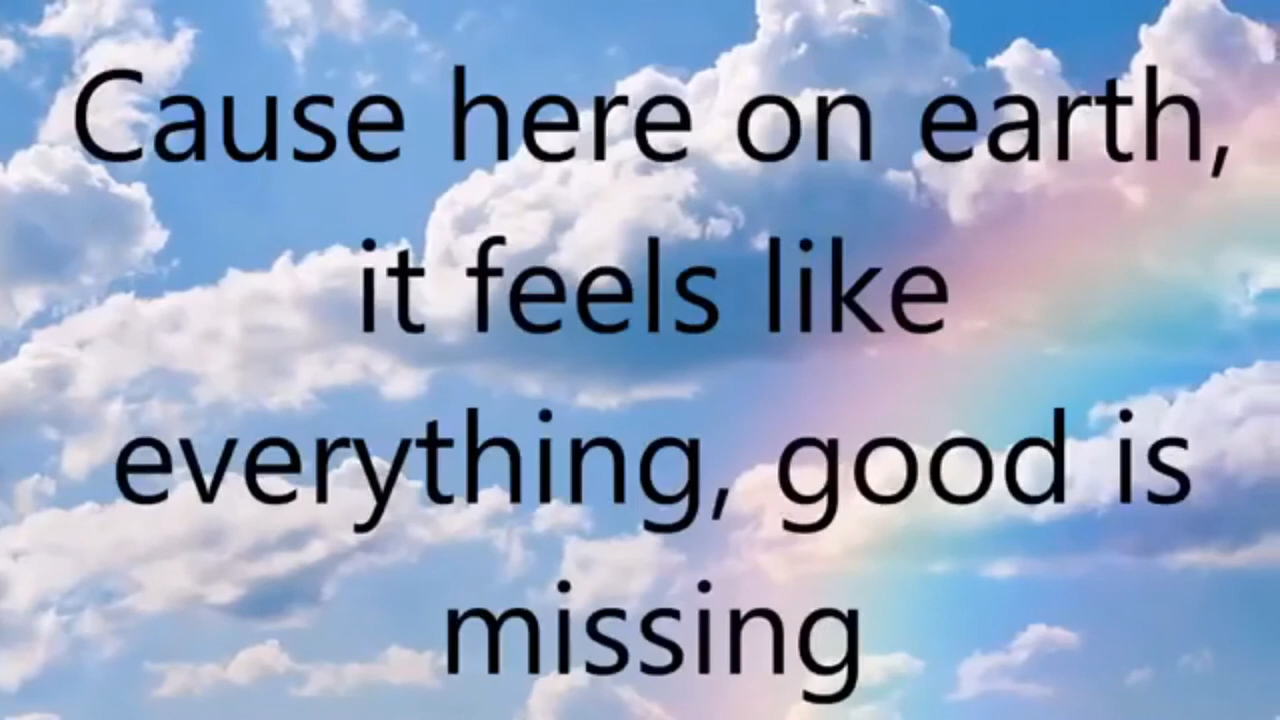 Cause here on earth,
it feels like
everything, good is
missing